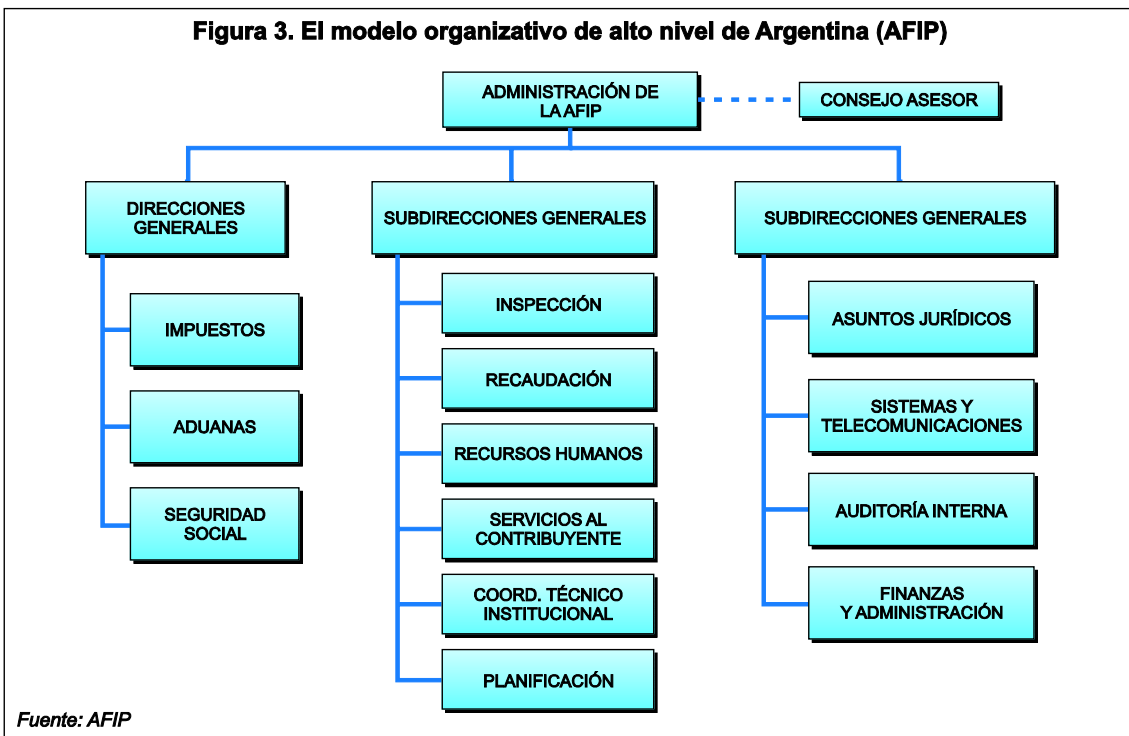 Figura 3. El modelo organizativo de alto nivel de Argentina (AFIP)
ADMINISTRACIÓN DE
LA AFIP
CONSEJO ASESOR
DIRECCIONES
GENERALES
IMPUESTOS
ADUANAS
SEGURIDAD
SOCIAL
SUBDIRECCIONES GENERALES
INSPECCIÓN
RECAUDACIÓN
RECURSOS HUMANOS
SERVICIOS AL
CONTRIBUYENTE
COORD. TÉCNICO
INSTITUCIONAL
PLANIFICACIÓN
SUBDIRECCIONES GENERALES
ASUNTOS JURÍDICOS
SISTEMAS Y
TELECOMUNICACIONES
AUDITORÍA INTERNA
FINANZAS
Y ADMINISTRACIÓN
Fuente: AFIP